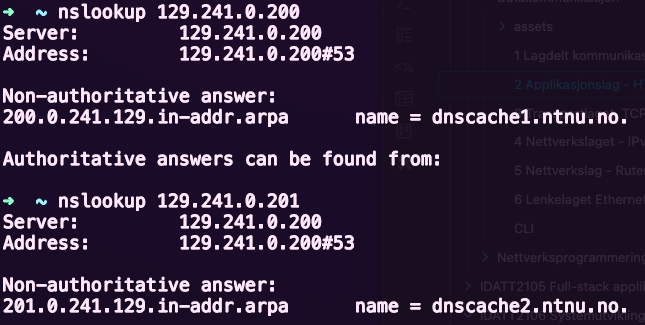 ➜  ~ nslookup 129.241.0.200
Server:         129.241.0.200
Address:        129.241.0.200#53
Non-authoritative answer:
200.0.241.129.in-addr.arpa      name = dnscache1.ntnu.no.
Authoritative answers can be found from:
➜  ~ nslookup 129.241.0.201
Server:         129.241.0.200
Address:        129.241.0.200#53
Non-authoritative answer:
201.0.241.129.in-addr.arpa      name = dnscache2.ntnu.no.
assets
1 Lagdelt kommunikas
2 Applikasjonslag - HT
TCP
4 Nettverkslaget - IPv
5 Nettverkslag - Ruter
6 Lenkelaget Ethernet
CLI
Nettverksprogrammering
IDATT2105 Full-stack appli
Systemutvikling